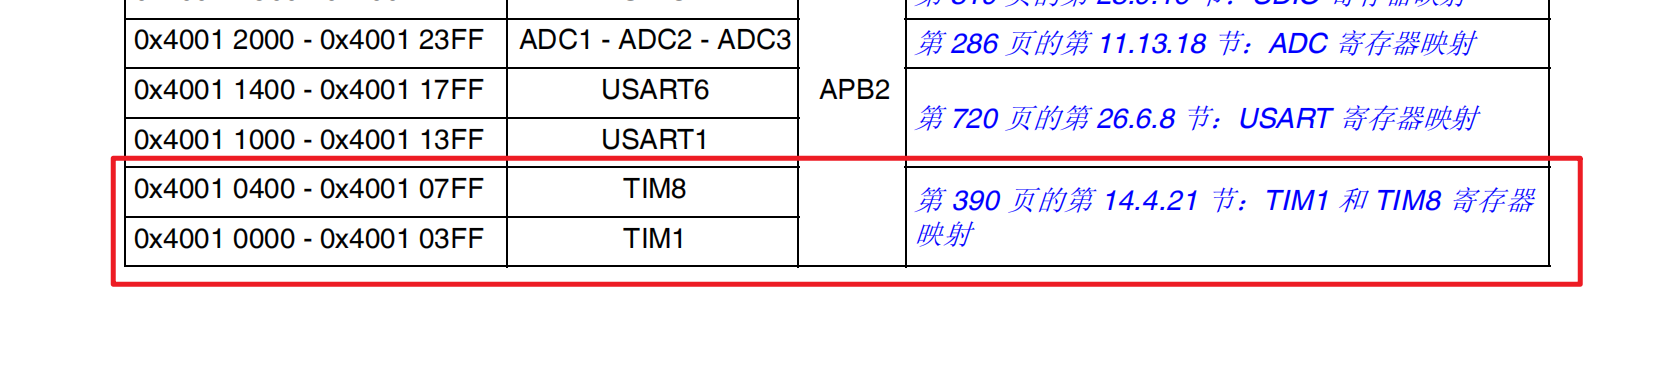 0x4001 2000 - 0x4001 23FF ADC1 - ADC2 - ADC3 第 286 页的第 11.13.18 节：ADC 寄存器映射
0x4001 1400 - 0x4001 17FF USART6 APB2
第 720 页的第 26.6.8 节：USART 寄存器映射
0x4001 1000 - 0x4001 13FF USART1
0x4001 0400 - 0x4001 07FF TIM8 第 390 页的第 14.4.21 节：TIM1 和 TIM8 寄存器
映射
0x4001 0000 - 0x4001 03FF TIM1